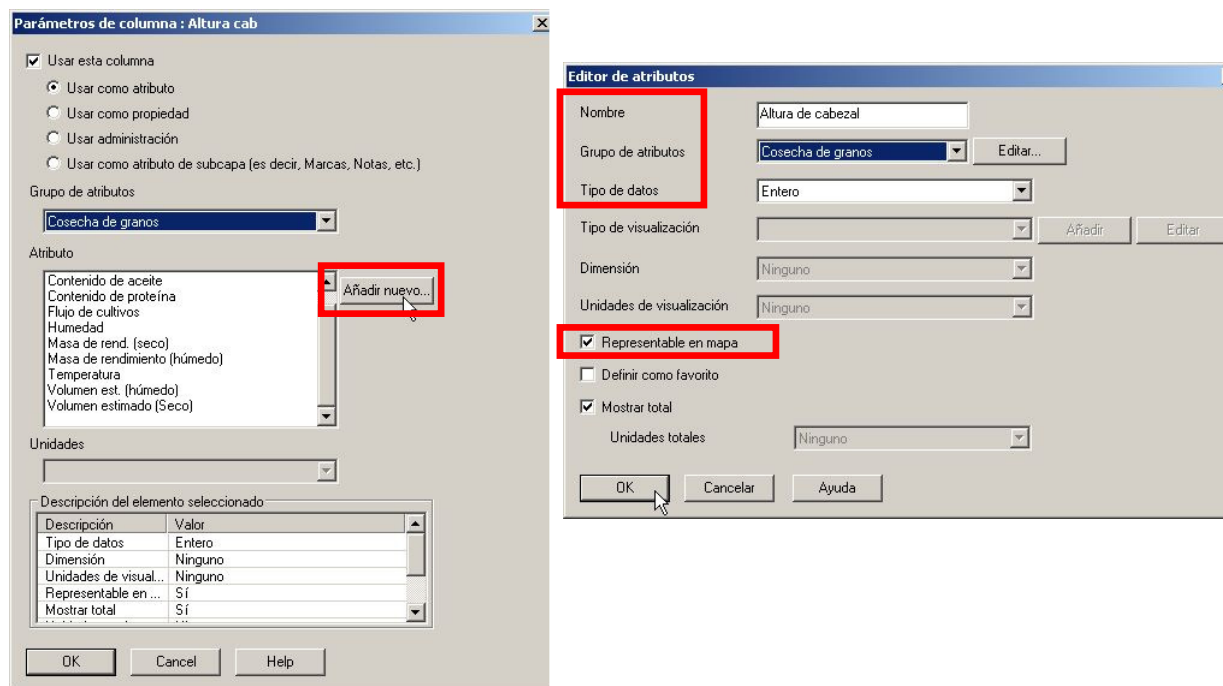 Parámetros de columna : Altura cab
Usar esta columna
Usar como atributo
Usar como propiedad
Usar administración
Usar como atributo de subcapa (es decir, Marcas, Notas, etc.)
Grupo de atributos
Cosecha de granos
Atributo
Contenido de aceite
Contenido de proteína
Flujo de cultivos
Humedad
Masa de rend. (seco)
Masa de rendimiento (húmedo)
Temperatura
Volumen est. (húmedo)
Volumen estimado (Seco)
Añadir nuevo...
Unidades
Descripción del elemento seleccionado
Descripción Valor
Tipo de datos Entero
Dimensión Ninguno
Unidades de visual... Ninguno
Representable en ... Sí
Mostrar total Sí
OK Cancel Help
Editor de atributos
Nombre Altura de cabezal
Grupo de atributos Cosecha de granos Editar...
Tipo de datos Entero
Tipo de visualización Añadir Editar
Dimensión Ninguno
Unidades de visualización Ninguno
Representable en mapa
Definir como favorito
Mostrar total
Unidades totales Ninguno
OK Cancelar Ayuda